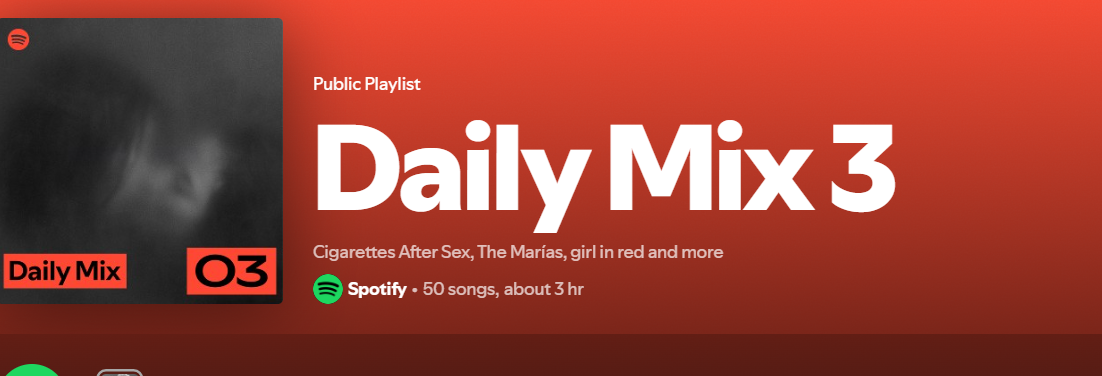 Public Playlist
Daily Mix 3
Cigarettes After Sex, The Marías, girl in red and more
Spotify • 50 songs, about 3 hr
Daily Mix
03